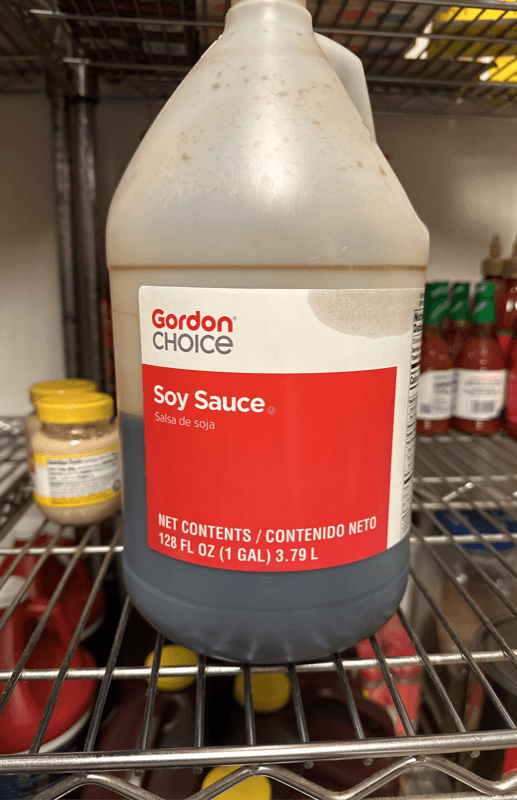 Gordon
CHOICE
Soy Sauce
Salsa de soja
NET CONTENTS / CONTENIDO NETO
128 FL OZ (1 GAL) 3.79 L